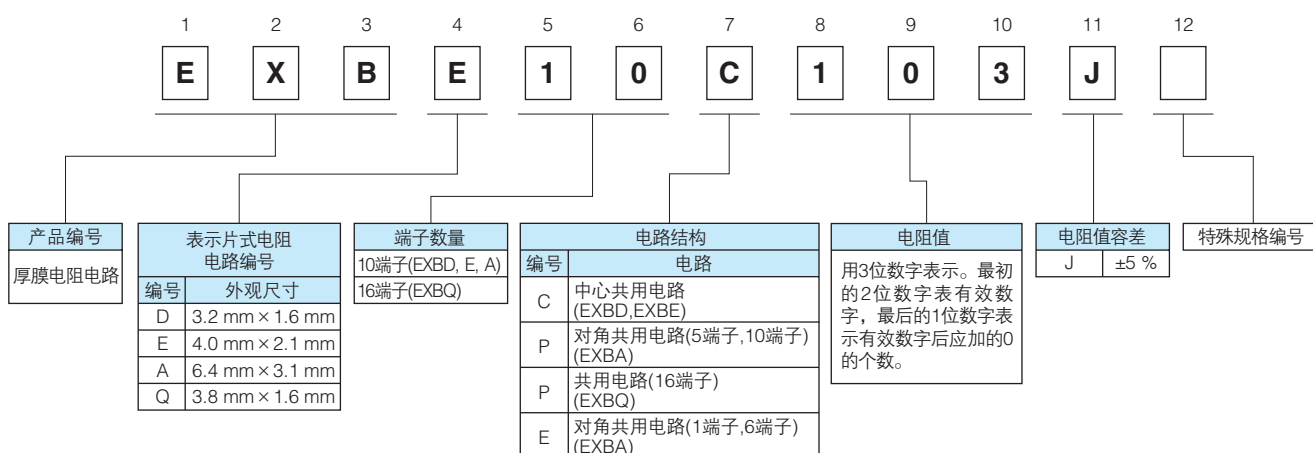 1 2 3 4 5 6 7 8 9 10 11 12
E X B E 1 0 C 1 0 3 J
产品编号
厚膜电阻电路
表示片式电阻
电路编号
编号 外观尺寸
D 3.2 mm × 1.6 mm
E 4.0 mm × 2.1 mm
A 6.4 mm × 3.1 mm
Q 3.8 mm × 1.6 mm
端子数量
10端子(EXBD, E, A)
16端子(EXBQ)
电路结构
编号 电路
C 中心共用电路
(EXBD,EXBE)
P 对角共用电路(5端子,10端子)
(EXBA)
P 共用电路(16端子)
(EXBQ)
E 对角共用电路(1端子,6端子)
(EXBA)
电阻值
用3位数字表示。最初
的2位数字表有效数
字，最后的1位数字表
示有效数字后应加的0
的个数。
电阻值容差
J ±5 %
特殊规格编号